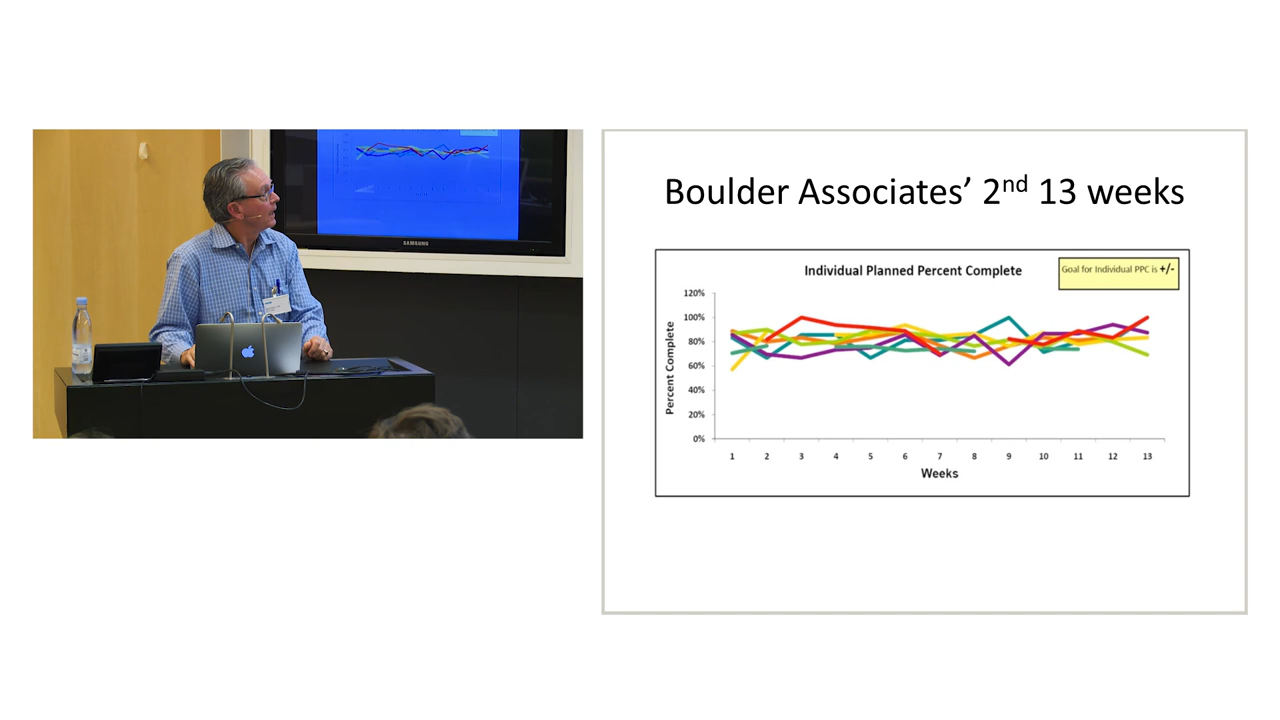 SAMSUNG
Boulder Associates’ 2nd 13 weeks
Individual Planned Percent Complete
Goal for Individual PPC is +/-
120%
100%
80%
60%
40%
20%
0%
Percent Complete
1 2 3 4 5 6 7 8 9 10 11 12 13
Weeks